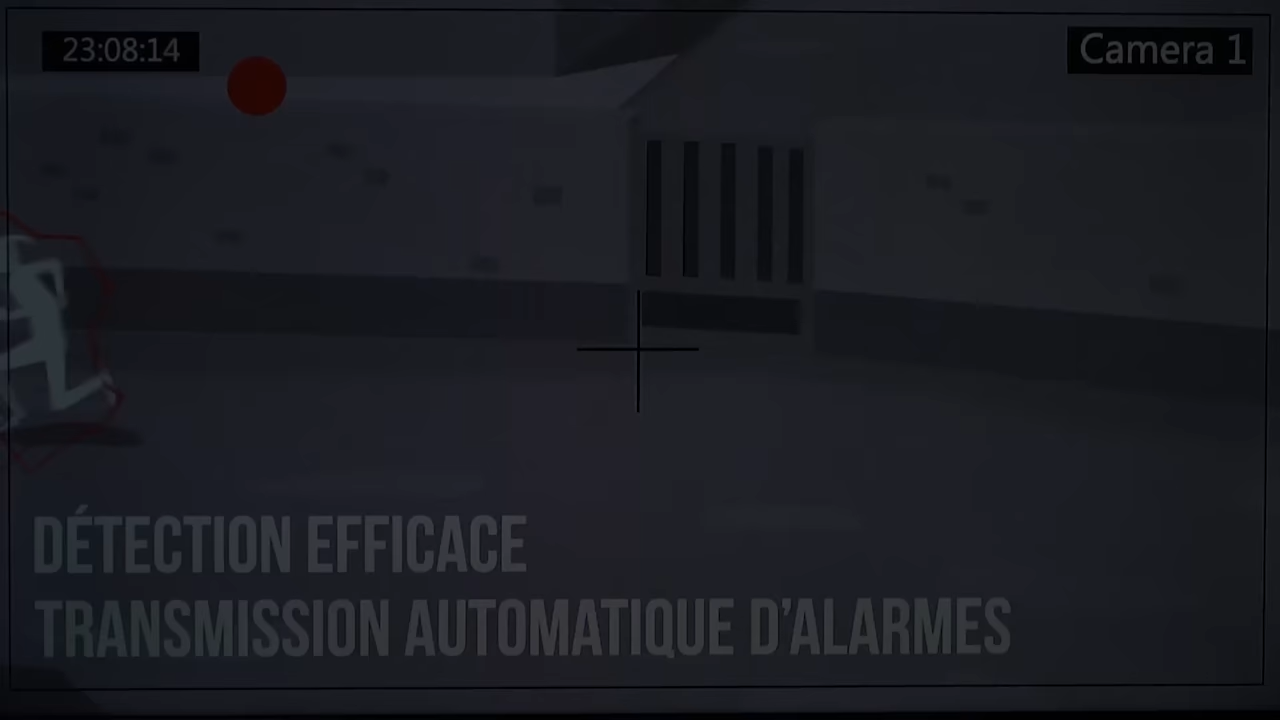 23:08:14
Camera 1
DÉTECTION EFFICACE
TRANSMISSION AUTOMATIQUE D'ALARMES